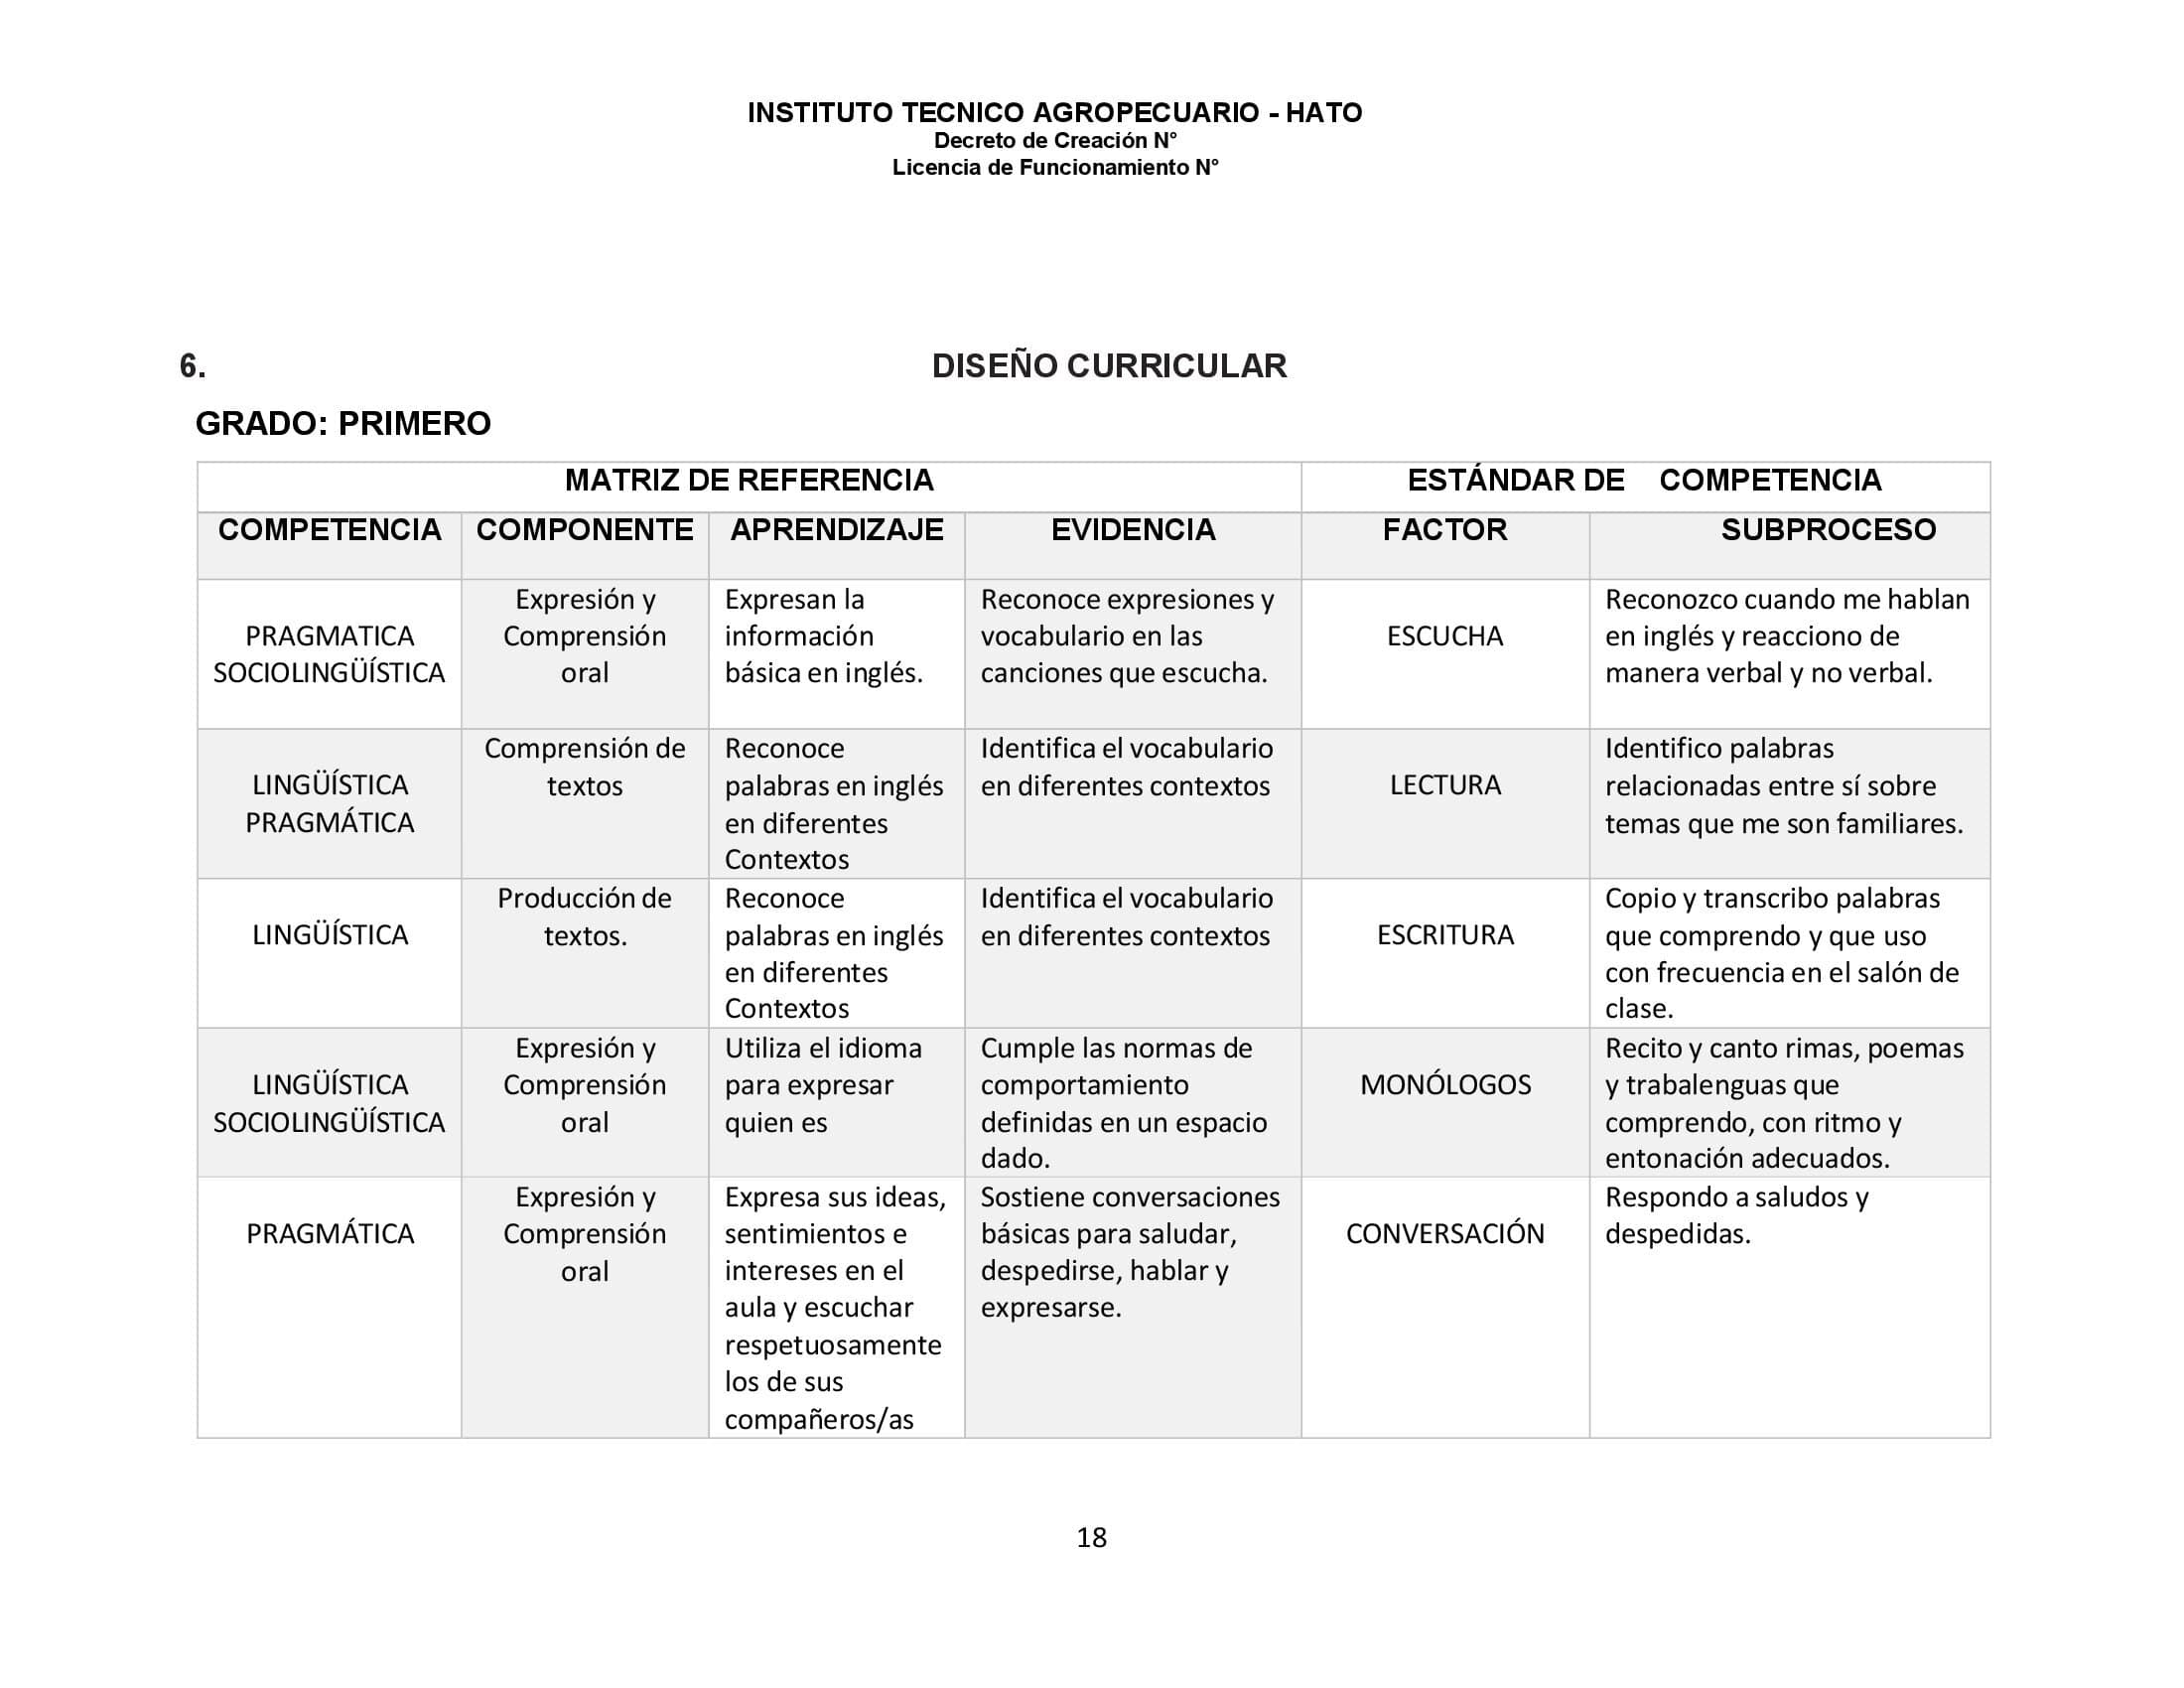 INSTITUTO TECNICO AGROPECUARIO - HATO
Decreto de Creación N°
Licencia de Funcionamiento N°
6. DISEÑO CURRICULAR
GRADO: PRIMERO
MATRIZ DE REFERENCIA
ESTÁNDAR DE COMPETENCIA
COMPETENCIA
COMPONENTE
APRENDIZAJE
EVIDENCIA
FACTOR
SUBPROCESO
PRAGMATICA
SOCIOLINGÜÍSTICA
Expresión y
Comprensión
oral
Expresan la
información
básica en inglés.
Reconoce expresiones y
vocabulario en las
canciones que escucha.
ESCUCHA
Reconozco cuando me hablan
en inglés y reacciono de
manera verbal y no verbal.
LINGÜÍSTICA
PRAGMÁTICA
Comprensión de
textos
Reconoce
palabras en inglés
en diferentes
Contextos
Identifica el vocabulario
en diferentes contextos
LECTURA
Identifico palabras
relacionadas entre sí sobre
temas que me son familiares.
LINGÜÍSTICA
Producción de
textos.
Reconoce
palabras en inglés
en diferentes
Contextos
Identifica el vocabulario
en diferentes contextos
ESCRITURA
Copio y transcribo palabras
que comprendo y que uso
con frecuencia en el salón de
clase.
LINGÜÍSTICA
SOCIOLINGÜÍSTICA
Expresión y
Comprensión
oral
Utiliza el idioma
para expresar
quien es
Cumple las normas de
comportamiento
definidas en un espacio
dado.
MONÓLOGOS
Recito y canto rimas, poemas
y trabalenguas que
comprendo, con ritmo y
entonación adecuados.
PRAGMÁTICA
Expresión y
Comprensión
oral
Expresa sus ideas,
sentimientos e
intereses en el
aula y escuchar
respetuosamente
los de sus
compañeros/as
Sostiene conversaciones
básicas para saludar,
despedirse, hablar y
expresarse.
CONVERSACIÓN
Respondo a saludos y
despedidas.
18